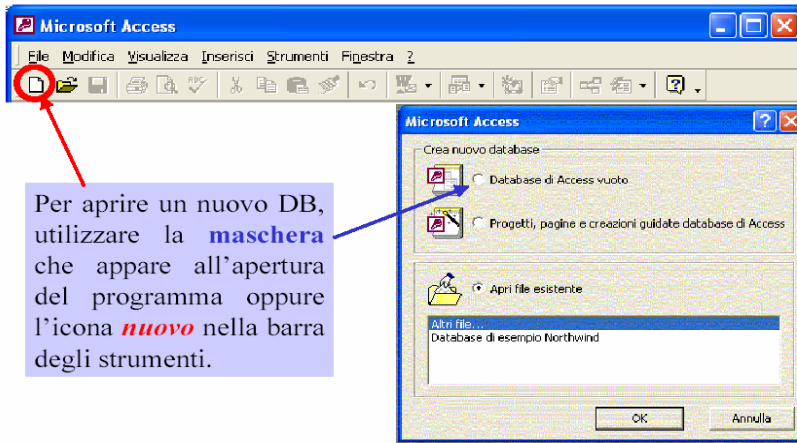 Microsoft Access
File Modifica Visualizza Inserisci Strumenti Finestra ?
Microsoft Access
Crea nuovo database
Database di Access vuoto
Progetti, pagine e creazioni guidate database di Access
Apri file esistente
Altri file...
Database di esempio Northwind
OK Annulla
Per aprire un nuovo DB,
utilizzare la maschera
che appare all'apertura
del programma oppure
l'icona nuovo nella barra
degli strumenti.